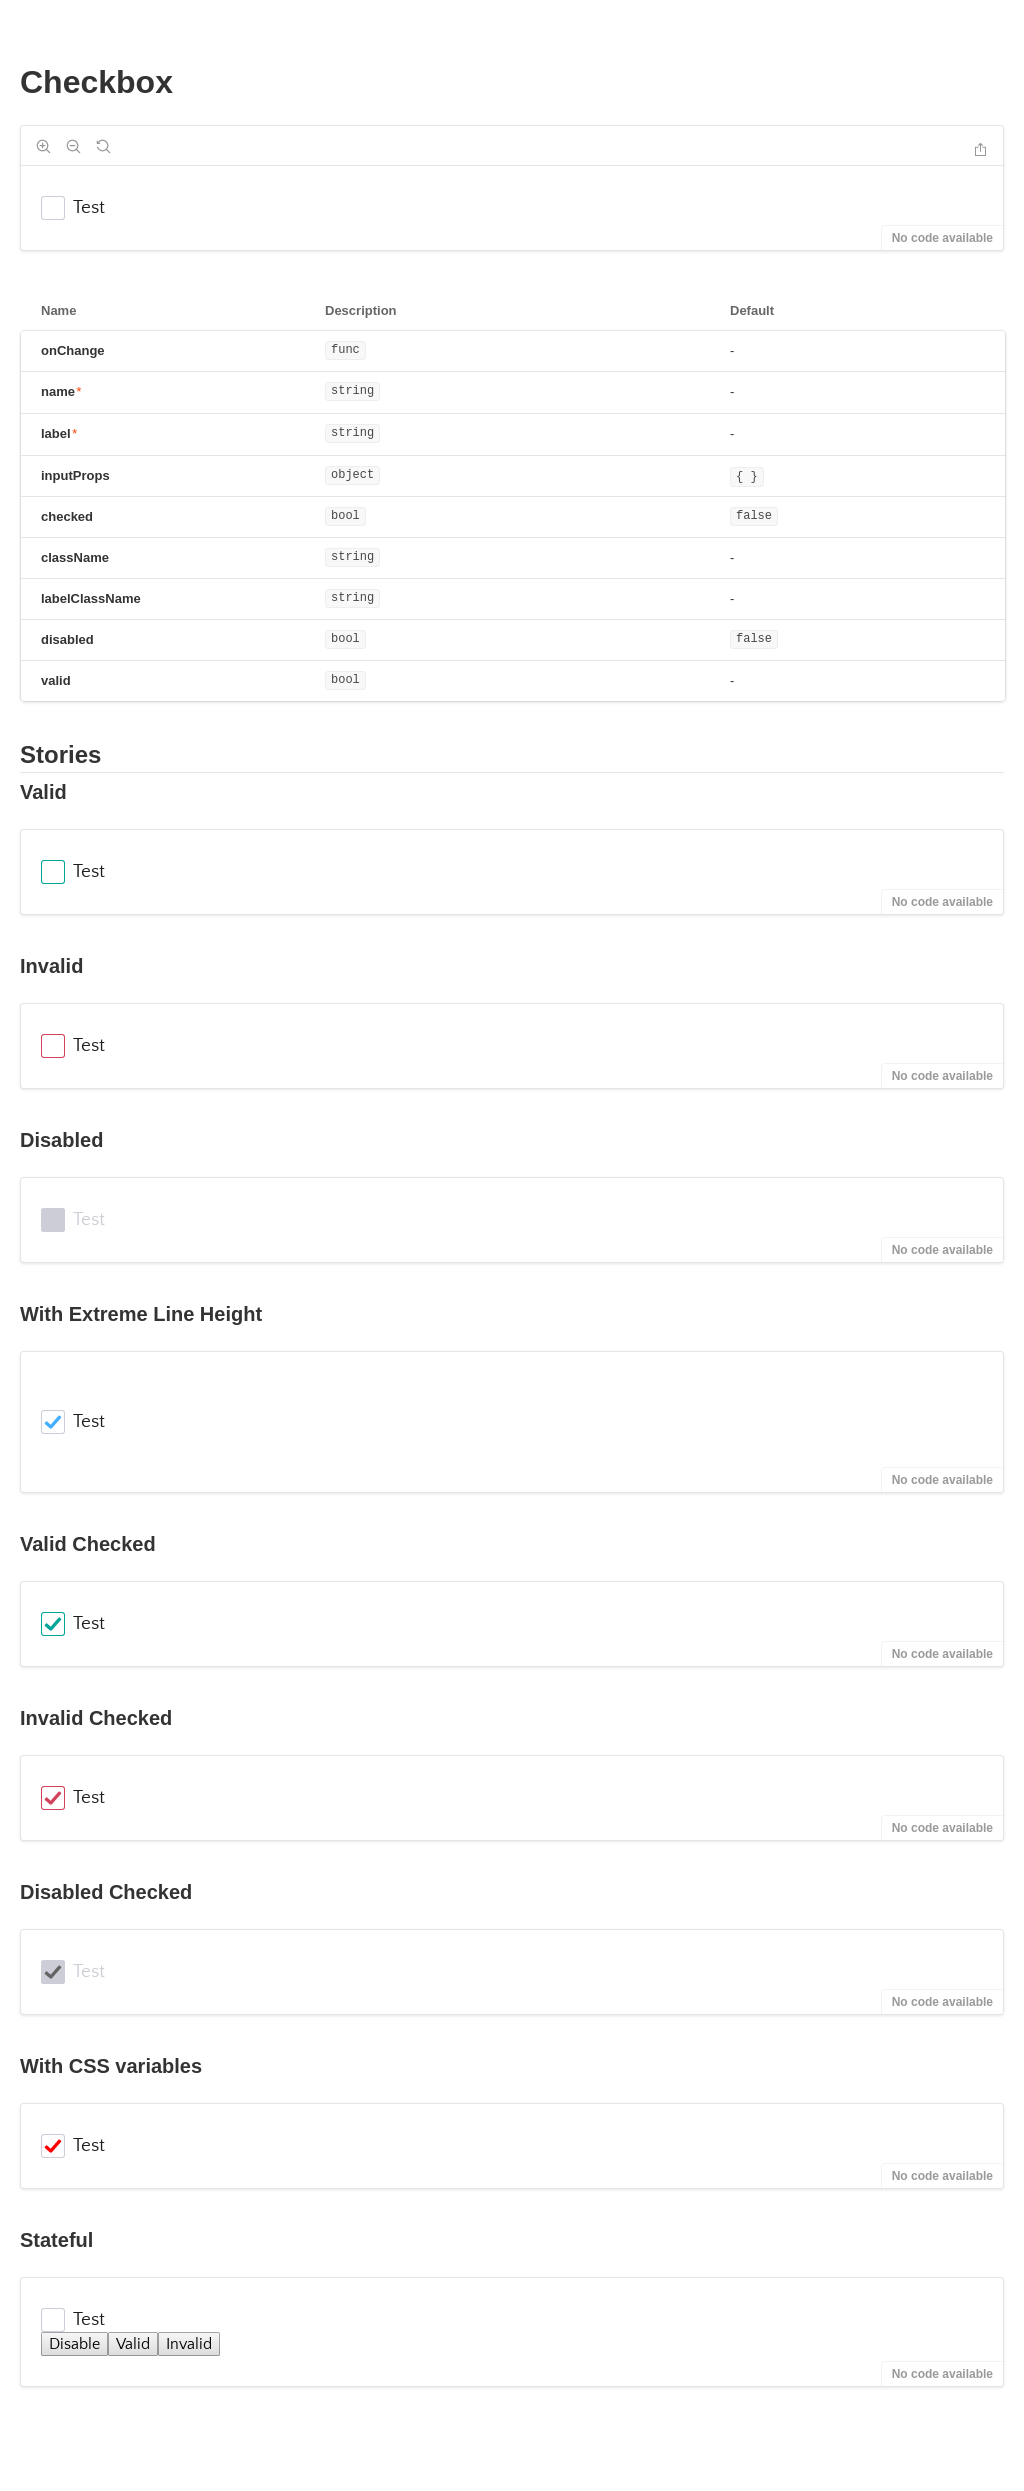 Checkbox
Test
No code available
Name Description Default
onChange func -
name* string -
label* string -
inputProps object { }
checked bool false
className string -
labelClassName string -
disabled bool false
valid bool -
Stories
Valid
Test
No code available
Invalid
Test
No code available
Disabled
Test
No code available
With Extreme Line Height
Test
No code available
Valid Checked
Test
No code available
Invalid Checked
Test
No code available
Disabled Checked
Test
No code available
With CSS variables
Test
No code available
Stateful
Test
Disable Valid Invalid
No code available